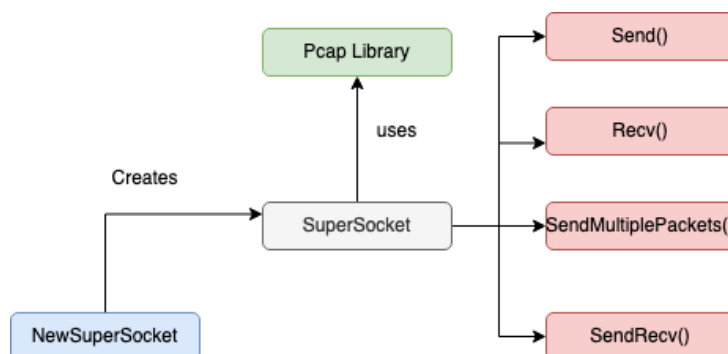 Pcap Library
Send()
Recv()
uses
Creates
SuperSocket
SendMultiplePackets(
NewSuperSocket
SendRecv()